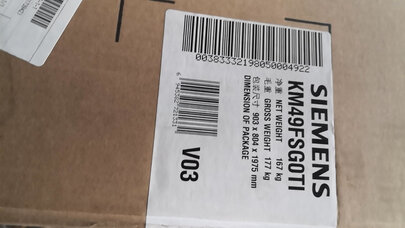 SIEMENS
KM49FSG0TI
净重 NET WEIGHT 167 kg
毛重 GROSS WEIGHT 177 kg
包装尺寸 903 x 804 x 1975 mm
DIMENSION OF PACKAGE
V03
00383332198050004922